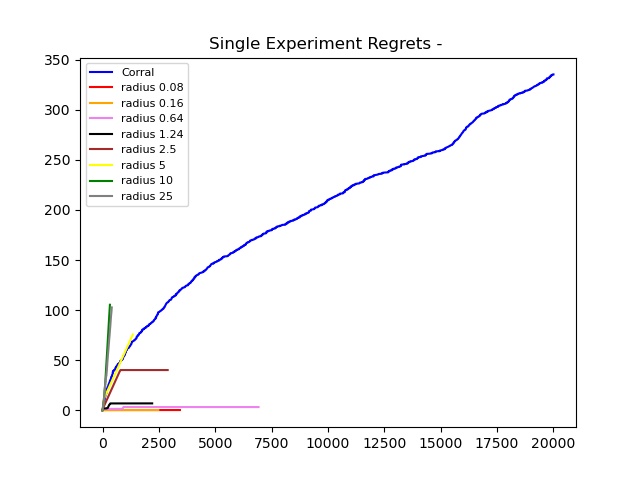 Single Experiment Regrets -
350
300
250
200
150
100
50
0
Corral
radius 0.08
radius 0.16
radius 0.64
radius 1.24
radius 2.5
radius 5
radius 10
radius 25
0 2500 5000 7500 10000 12500 15000 17500 20000